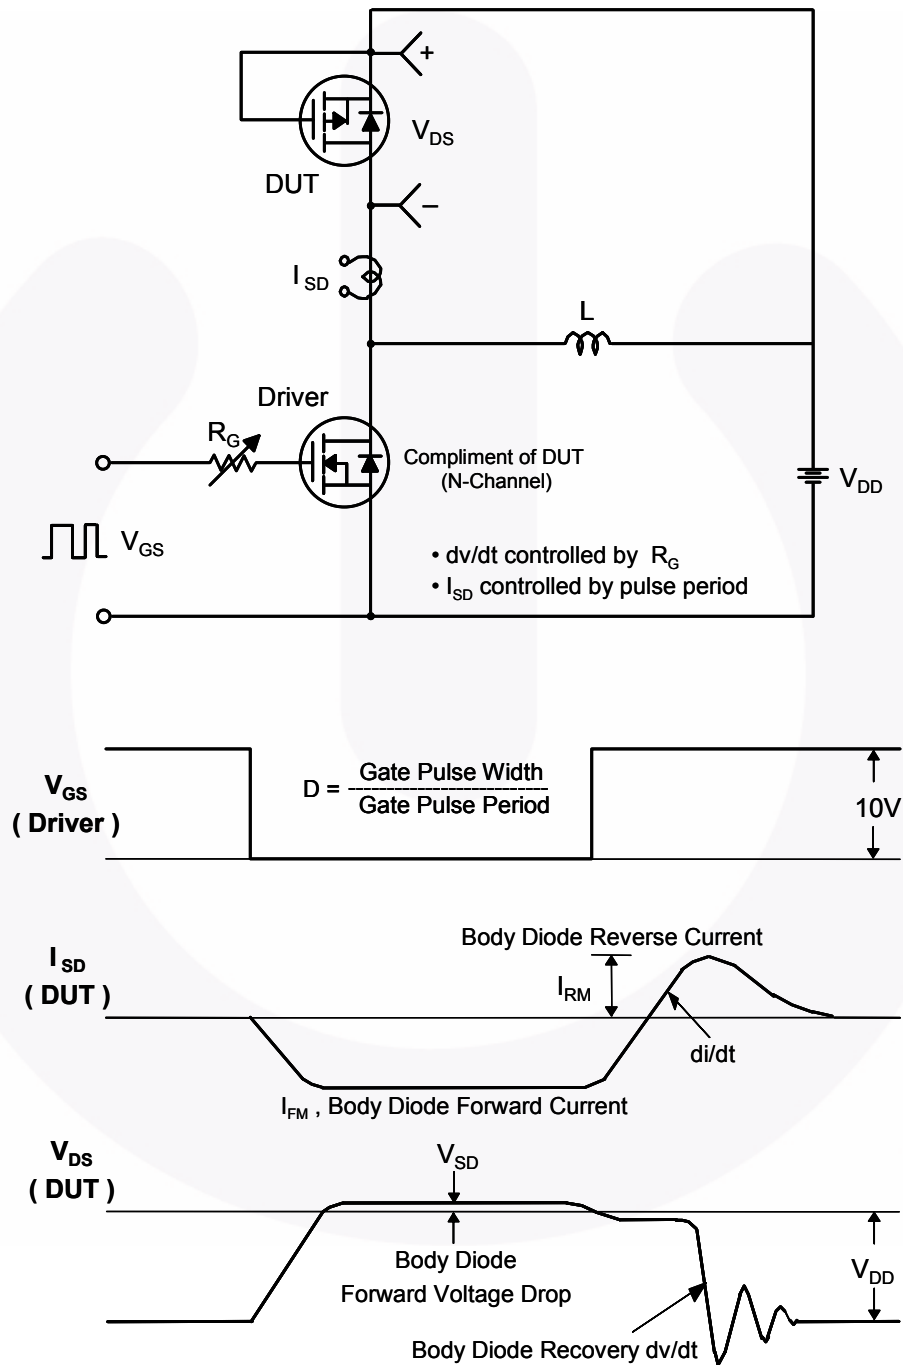 +
V_DS
DUT
−
I_SD
L
Driver
R_G
Compliment of DUT
(N-Channel)
V_DD
V_GS
• dv/dt controlled by R_G
• I_SD controlled by pulse period
V_GS
( Driver )
D = Gate Pulse Width
--------------------------
Gate Pulse Period
10V
I_SD
( DUT )
Body Diode Reverse Current
I_RM
di/dt
I_FM , Body Diode Forward Current
V_DS
( DUT )
V_SD
Body Diode
Forward Voltage Drop
V_DD
Body Diode Recovery dv/dt